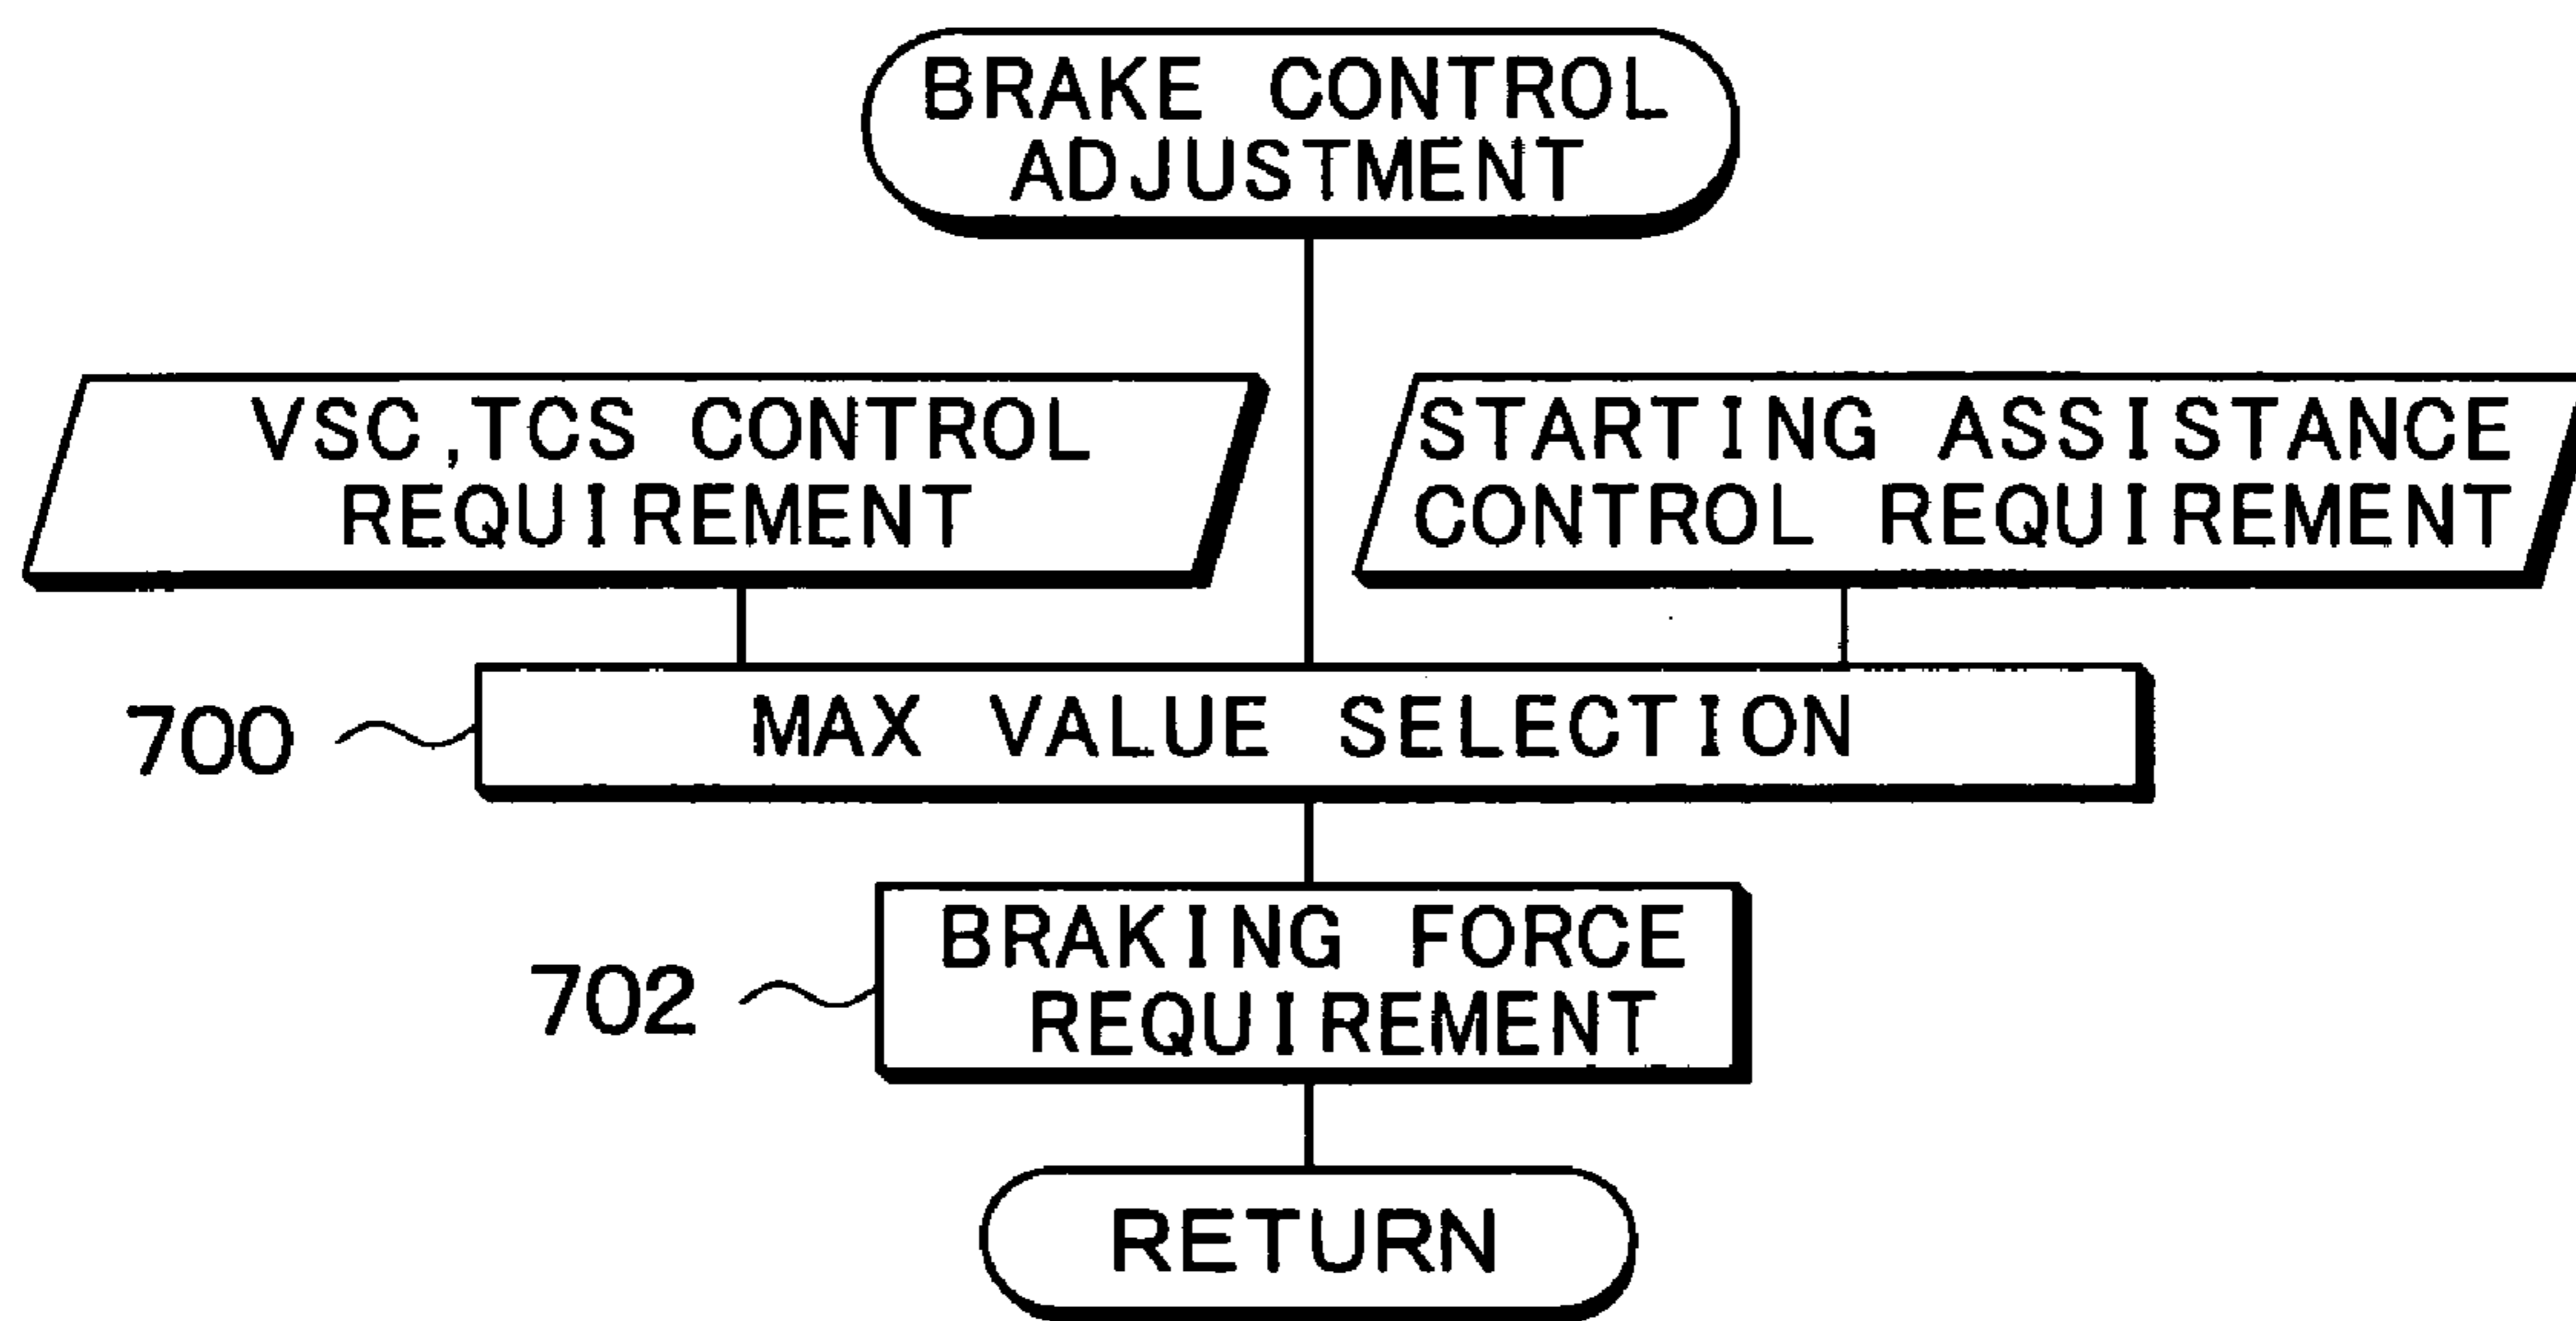 BRAKE CONTROL
ADJUSTMENT
VSC,TCS CONTROL
REQUIREMENT
STARTING ASSISTANCE
CONTROL REQUIREMENT
700
MAX VALUE SELECTION
702
BRAKING FORCE
REQUIREMENT
RETURN